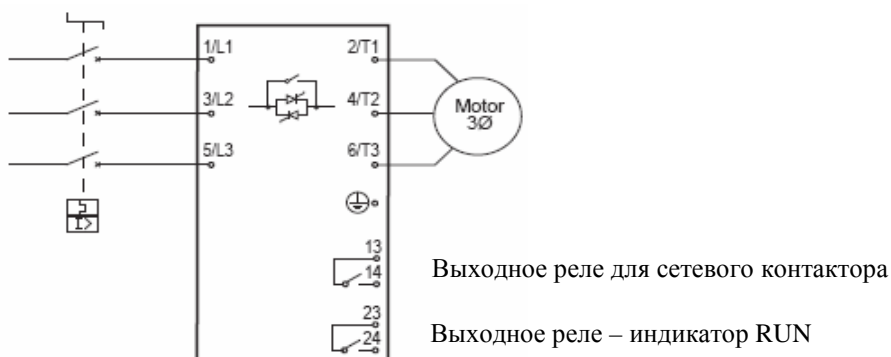 1/L1 2/T1
3/L2 4/T2
Motor
3Ø
5/L3 6/T3
I>
13
14 Выходное реле для сетевого контактора
23
24 Выходное реле – индикатор RUN